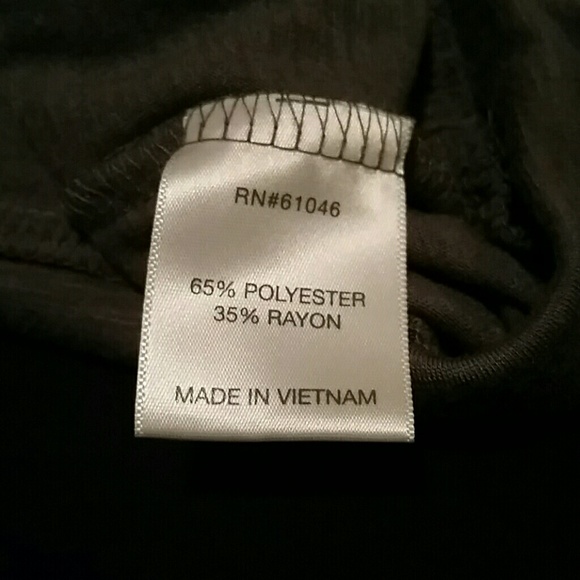 RN#61046
65% POLYESTER
35% RAYON
MADE IN VIETNAM